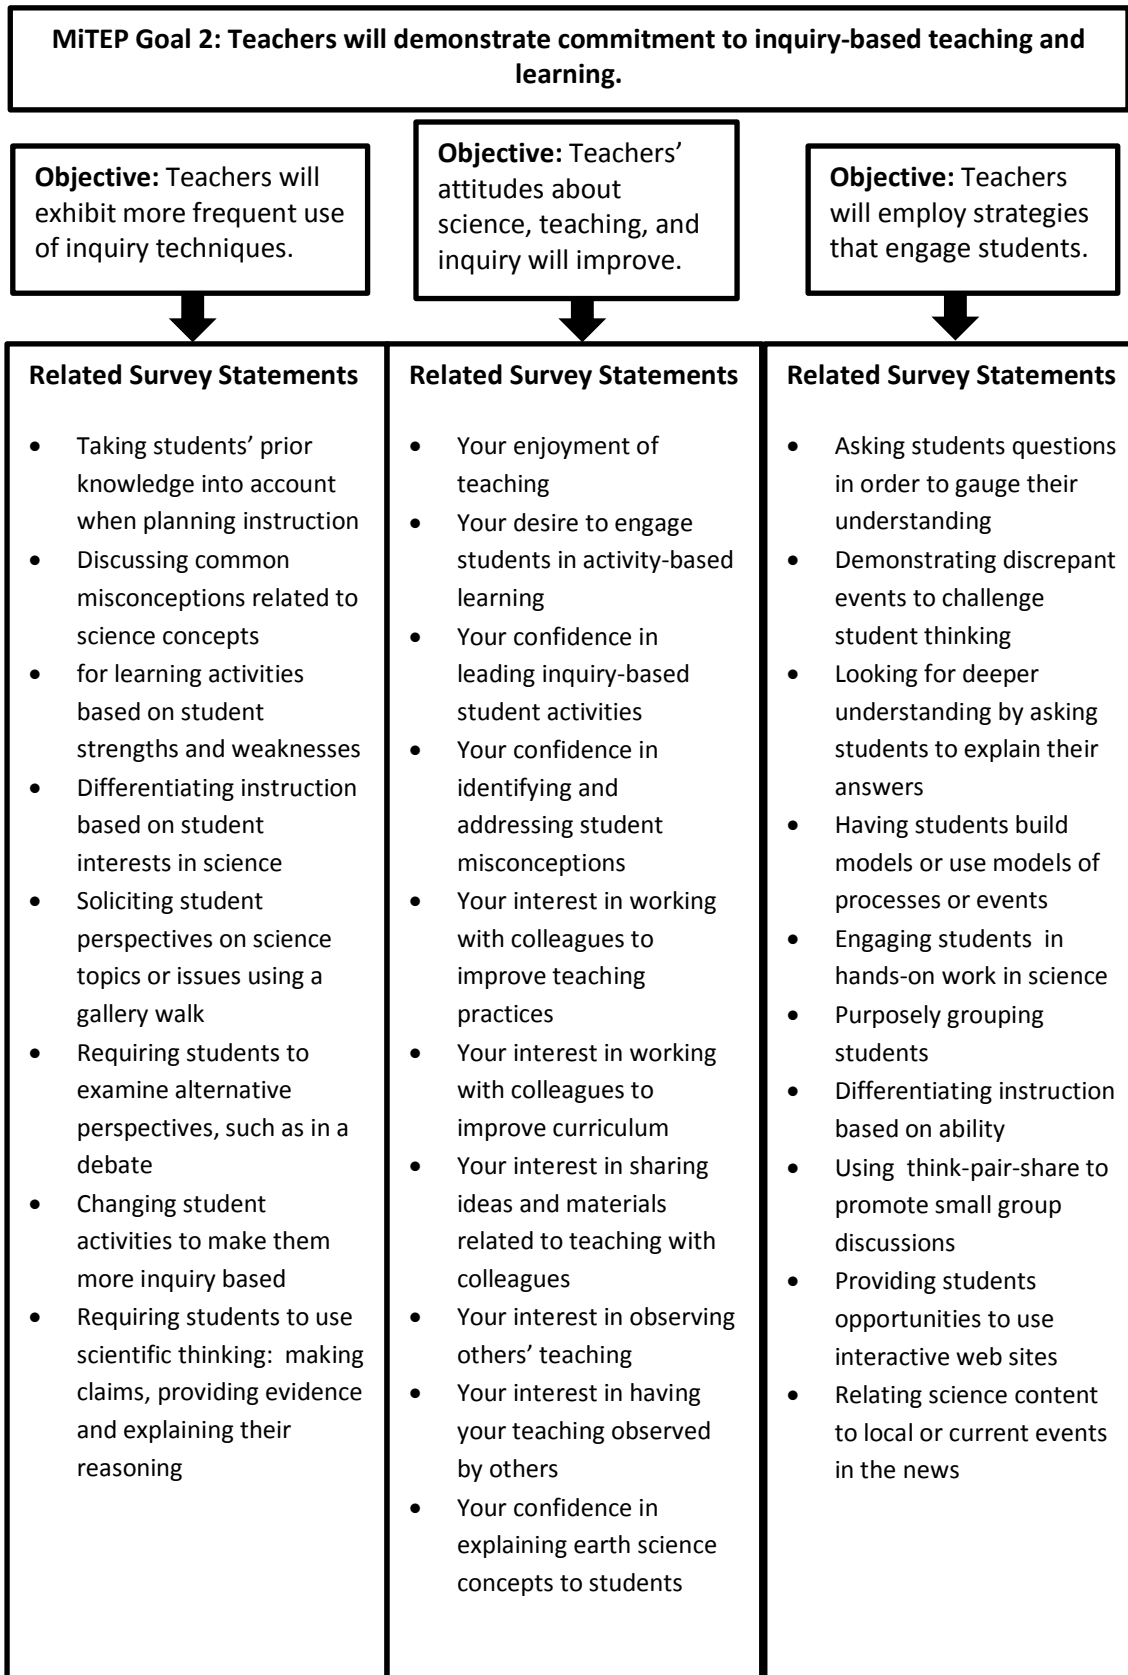 MiTEP Goal 2: Teachers will demonstrate commitment to inquiry-based teaching and
learning.
Objective: Teachers will
exhibit more frequent use
of inquiry techniques.
Objective: Teachers’
attitudes about
science, teaching, and
inquiry will improve.
Objective: Teachers
will employ strategies
that engage students.
Related Survey Statements
• Taking students’ prior
knowledge into account
when planning instruction
• Discussing common
misconceptions related to
science concepts
• for learning activities
based on student
strengths and weaknesses
• Differentiating instruction
based on student
interests in science
• Soliciting student
perspectives on science
topics or issues using a
gallery walk
• Requiring students to
examine alternative
perspectives, such as in a
debate
• Changing student
activities to make them
more inquiry based
• Requiring students to use
scientific thinking: making
claims, providing evidence
and explaining their
reasoning
Related Survey Statements
• Your enjoyment of
teaching
• Your desire to engage
students in activity-based
learning
• Your confidence in
leading inquiry-based
student activities
• Your confidence in
identifying and
addressing student
misconceptions
• Your interest in working
with colleagues to
improve teaching
practices
• Your interest in working
with colleagues to
improve curriculum
• Your interest in sharing
ideas and materials
related to teaching with
colleagues
• Your interest in observing
others’ teaching
• Your interest in having
your teaching observed
by others
• Your confidence in
explaining earth science
concepts to students
Related Survey Statements
• Asking students questions
in order to gauge their
understanding
• Demonstrating discrepant
events to challenge
student thinking
• Looking for deeper
understanding by asking
students to explain their
answers
• Having students build
models or use models of
processes or events
• Engaging students in
hands-on work in science
• Purposely grouping
students
• Differentiating instruction
based on ability
• Using think-pair-share to
promote small group
discussions
• Providing students
opportunities to use
interactive web sites
• Relating science content
to local or current events
in the news